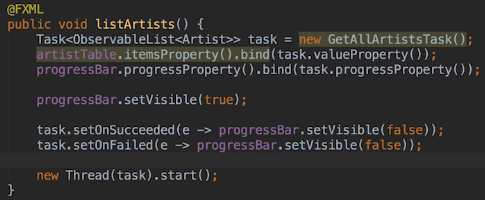 @FXML
public void listArtists() {
    Task<ObservableList<Artist>> task = new GetAllArtistsTask();
    artistTable.itemsProperty().bind(task.valueProperty());
    progressBar.progressProperty().bind(task.progressProperty());

    progressBar.setVisible(true);

    task.setOnSucceeded(e -> progressBar.setVisible(false));
    task.setOnFailed(e -> progressBar.setVisible(false));

    new Thread(task).start();
}